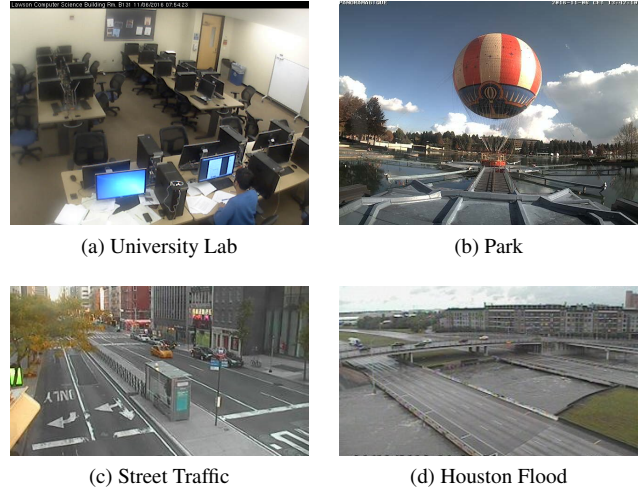 Lawson Computer Science Building Rm. B131 11/06/2016 07:54:23
PANORAMAGIQUE
(a) University Lab
(b) Park
ONLY
(c) Street Traffic
(d) Houston Flood